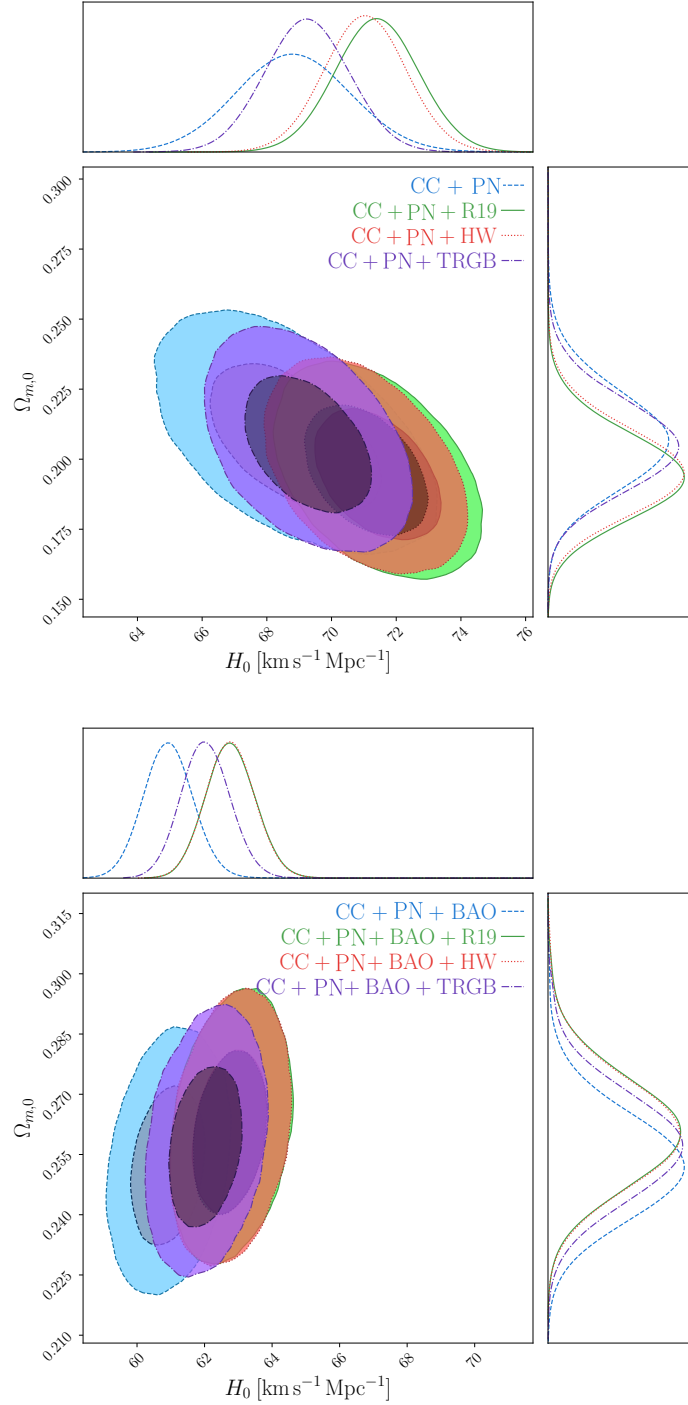 CC + PN
CC + PN + R19
CC + PN + HW
CC + PN + TRGB
0.300
0.275
0.250
0.225
0.200
0.175
0.150
Ω_{m,0}
64 66 68 70 72 74 76
H_0 [km s^{-1} Mpc^{-1}]
CC + PN + BAO
CC + PN + BAO + R19
CC + PN + BAO + HW
CC + PN + BAO + TRGB
0.315
0.300
0.285
0.270
0.255
0.240
0.225
0.210
Ω_{m,0}
60 62 64 66 68 70
H_0 [km s^{-1} Mpc^{-1}]